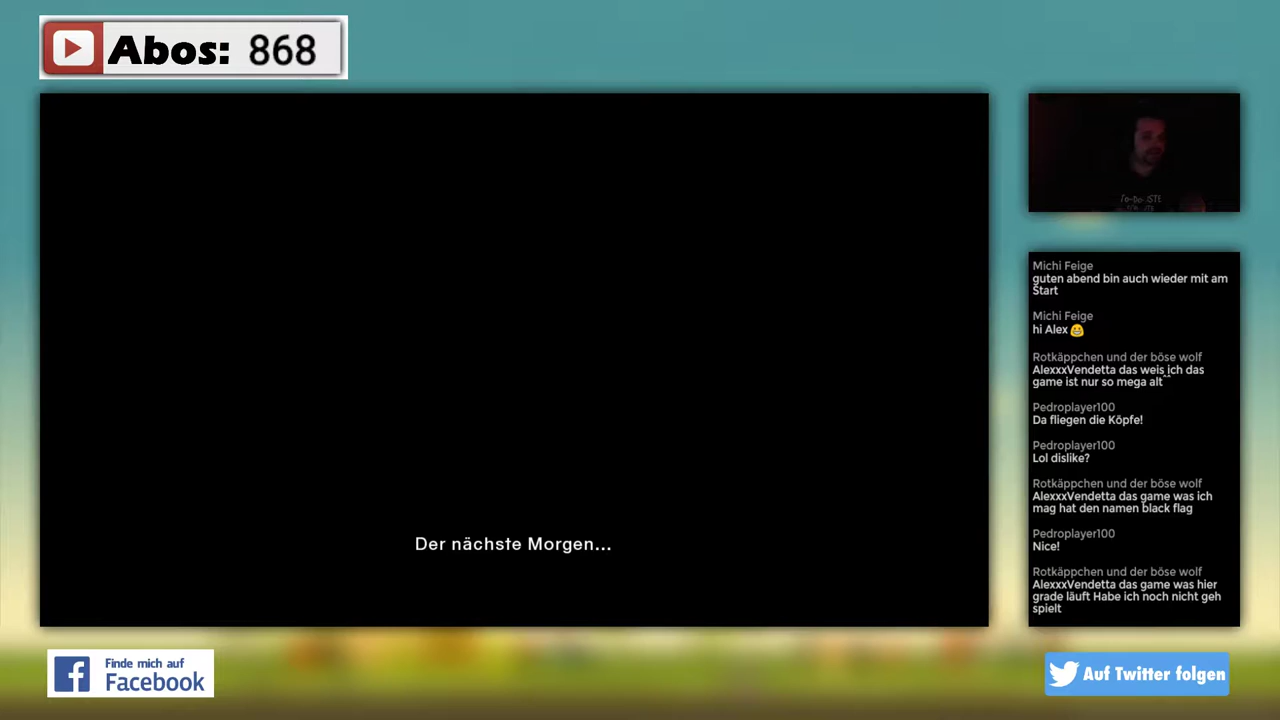 Abos: 868
Der nächste Morgen...
Michi Feige
guten abend bin auch wieder mit am
Start
Michi Feige
hi Alex 😁
Rotkäppchen und der böse wolf
AlexxxVendetta das weis ich das
game ist nur so mega alt^^
Pedroplayer100
Da fliegen die Köpfe!
Pedroplayer100
Lol dislike?
Rotkäppchen und der böse wolf
AlexxxVendetta das game was ich
mag hat den namen black flag
Pedroplayer100
Nice!
Rotkäppchen und der böse wolf
AlexxxVendetta das game was hier
grade läuft Habe ich noch nicht geh
spielt
Finde mich auf
Facebook
Auf Twitter folgen